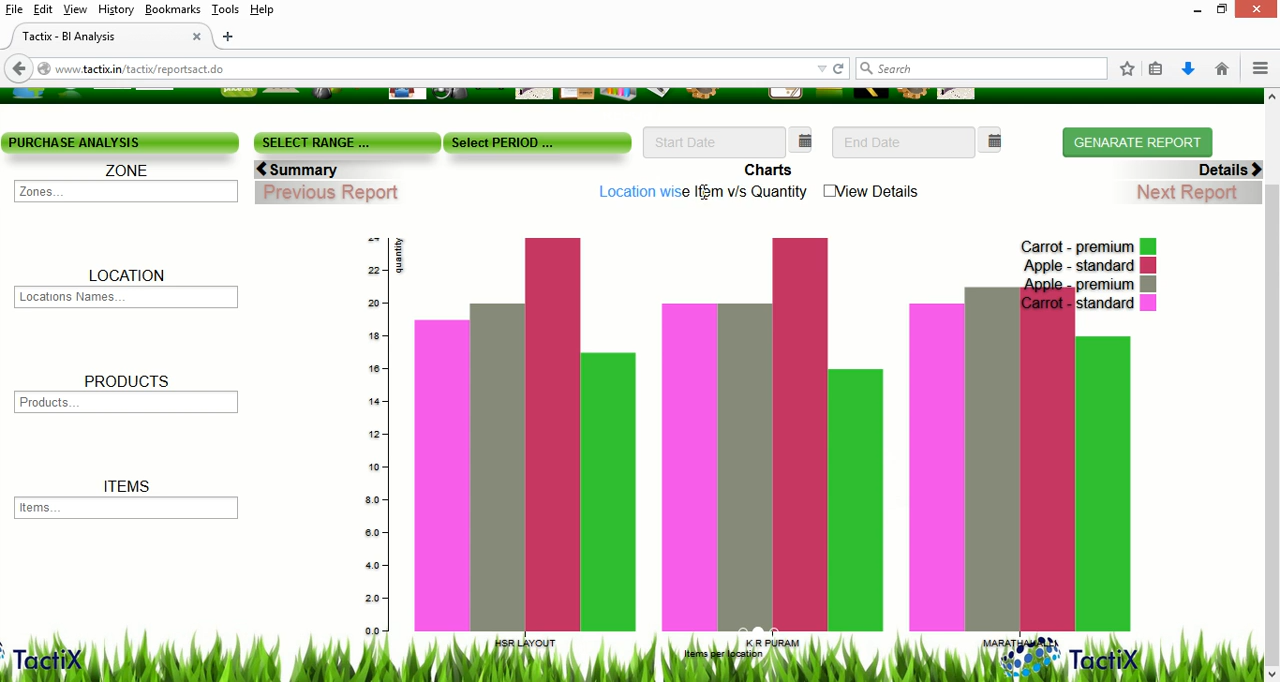 File Edit View History Bookmarks Tools Help
Tactix - BI Analysis
www.tactix.in/tactix/reportsact.do
Search
PURCHASE ANALYSIS
SELECT RANGE ...
Select PERIOD ...
Start Date
End Date
GENARATE REPORT
Summary
Charts
Details
Previous Report
Location wise Item v/s Quantity
View Details
Next Report
ZONE
Zones...
LOCATION
Locations Names...
PRODUCTS
Products...
ITEMS
Items...
quantity
Carrot - premium
Apple - standard
Apple - premium
Carrot - standard
24
22
20
18
16
14
12
10
8.0
6.0
4.0
2.0
0.0
HSR LAYOUT
K R PURAM
Items per location
TactiX
TactiX